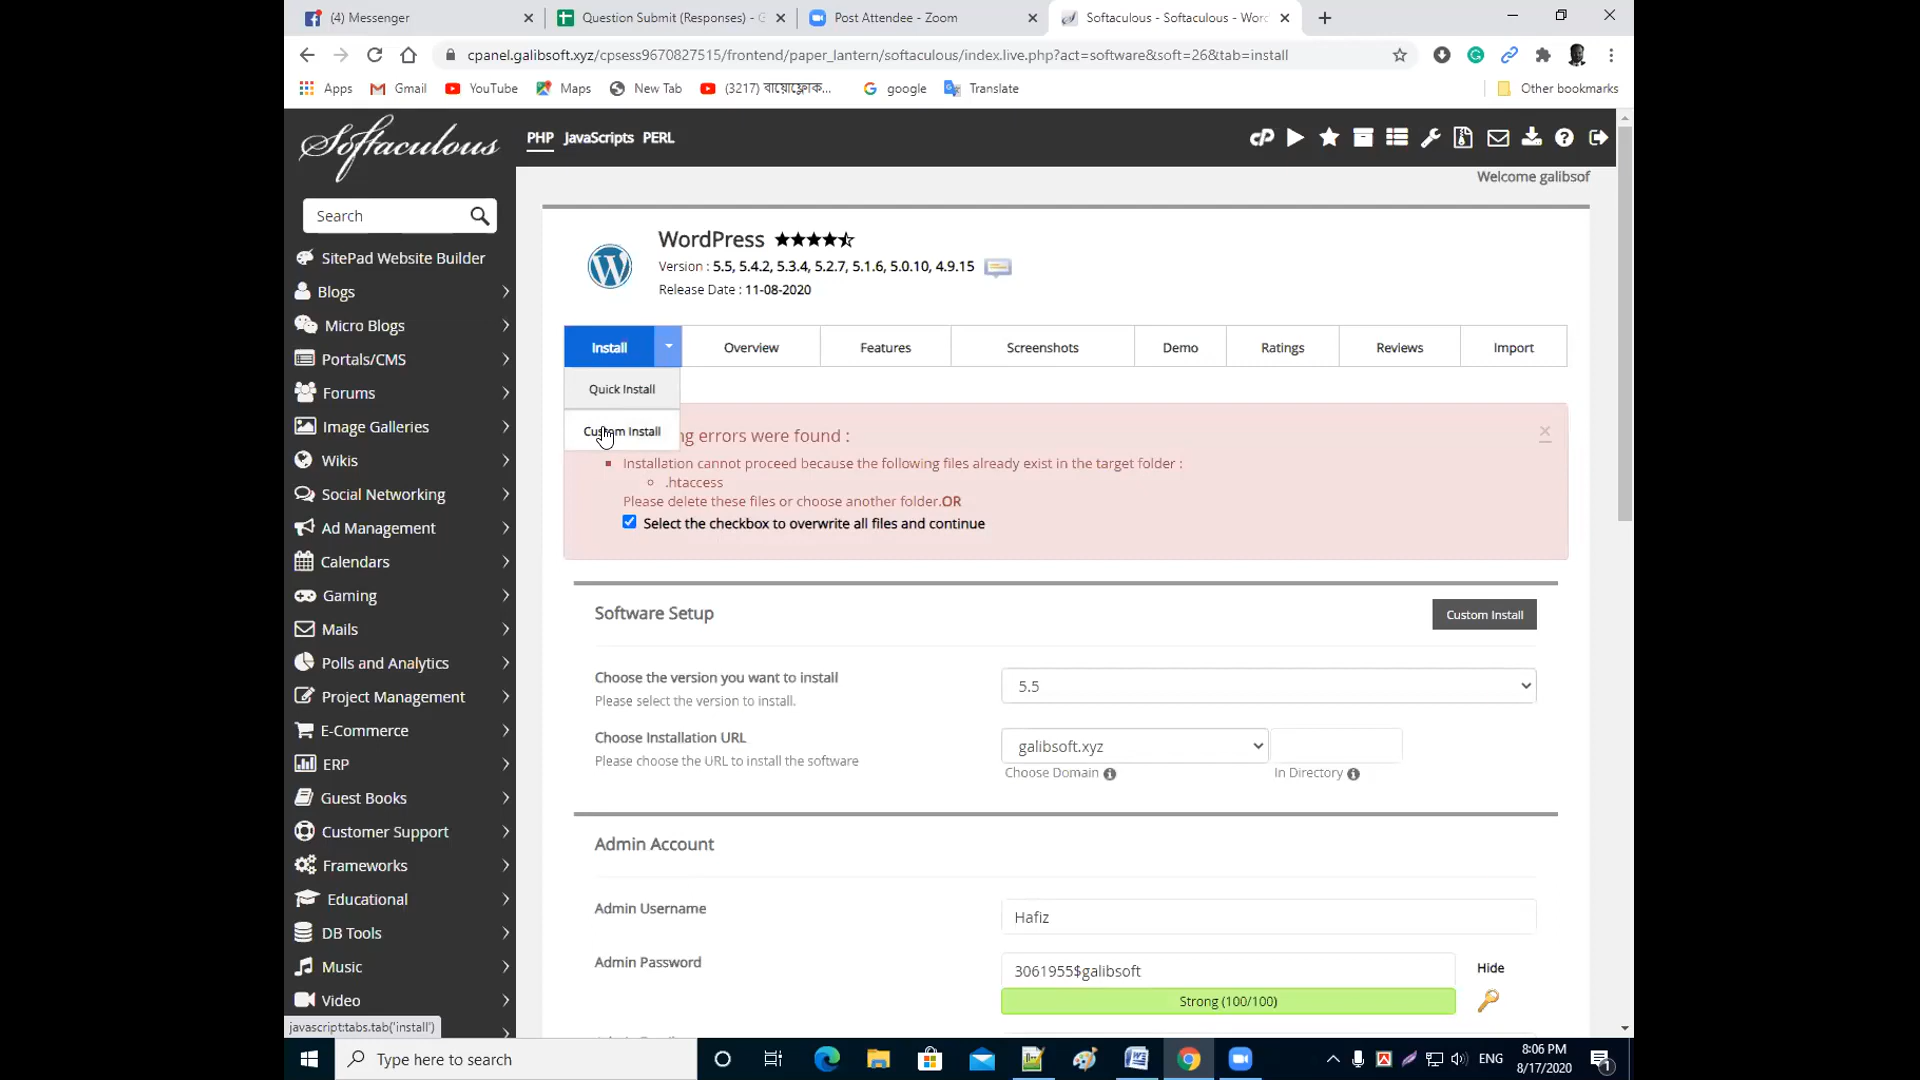 (4) Messenger
Question Submit (Responses) - G
Post Attendee - Zoom
Softaculous - Softaculous - Wor
cpanel.galibsoft.xyz/cpsess9670827515/frontend/paper_lantern/softaculous/index.live.php?act=software&soft=26&tab=install
Apps
Gmail
YouTube
Maps
New Tab
(3217) বায়োফ্লোক...
google
Translate
Other bookmarks
Softaculous
PHP JavaScripts PERL
Welcome galibsof
Search
SitePad Website Builder
Blogs
Micro Blogs
Portals/CMS
Forums
Image Galleries
Wikis
Social Networking
Ad Management
Calendars
Gaming
Mails
Polls and Analytics
Project Management
E-Commerce
ERP
Guest Books
Customer Support
Frameworks
Educational
DB Tools
Music
Video
javascript:tabs.tab('install')
WordPress
Version : 5.5, 5.4.2, 5.3.4, 5.2.7, 5.1.6, 5.0.10, 4.9.15
Release Date : 11-08-2020
Install
Overview
Features
Screenshots
Demo
Ratings
Reviews
Import
Quick Install
Custom Install
errors were found :
Installation cannot proceed because the following files already exist in the target folder :
.htaccess
Please delete these files or choose another folder.OR
Select the checkbox to overwrite all files and continue
Software Setup
Custom Install
Choose the version you want to install
Please select the version to install.
5.5
Choose Installation URL
Please choose the URL to install the software
galibsoft.xyz
Choose Domain
In Directory
Admin Account
Admin Username
Hafiz
Admin Password
3061955$galibsoft
Hide
Strong (100/100)
Type here to search
ENG
8:06 PM
8/17/2020
1